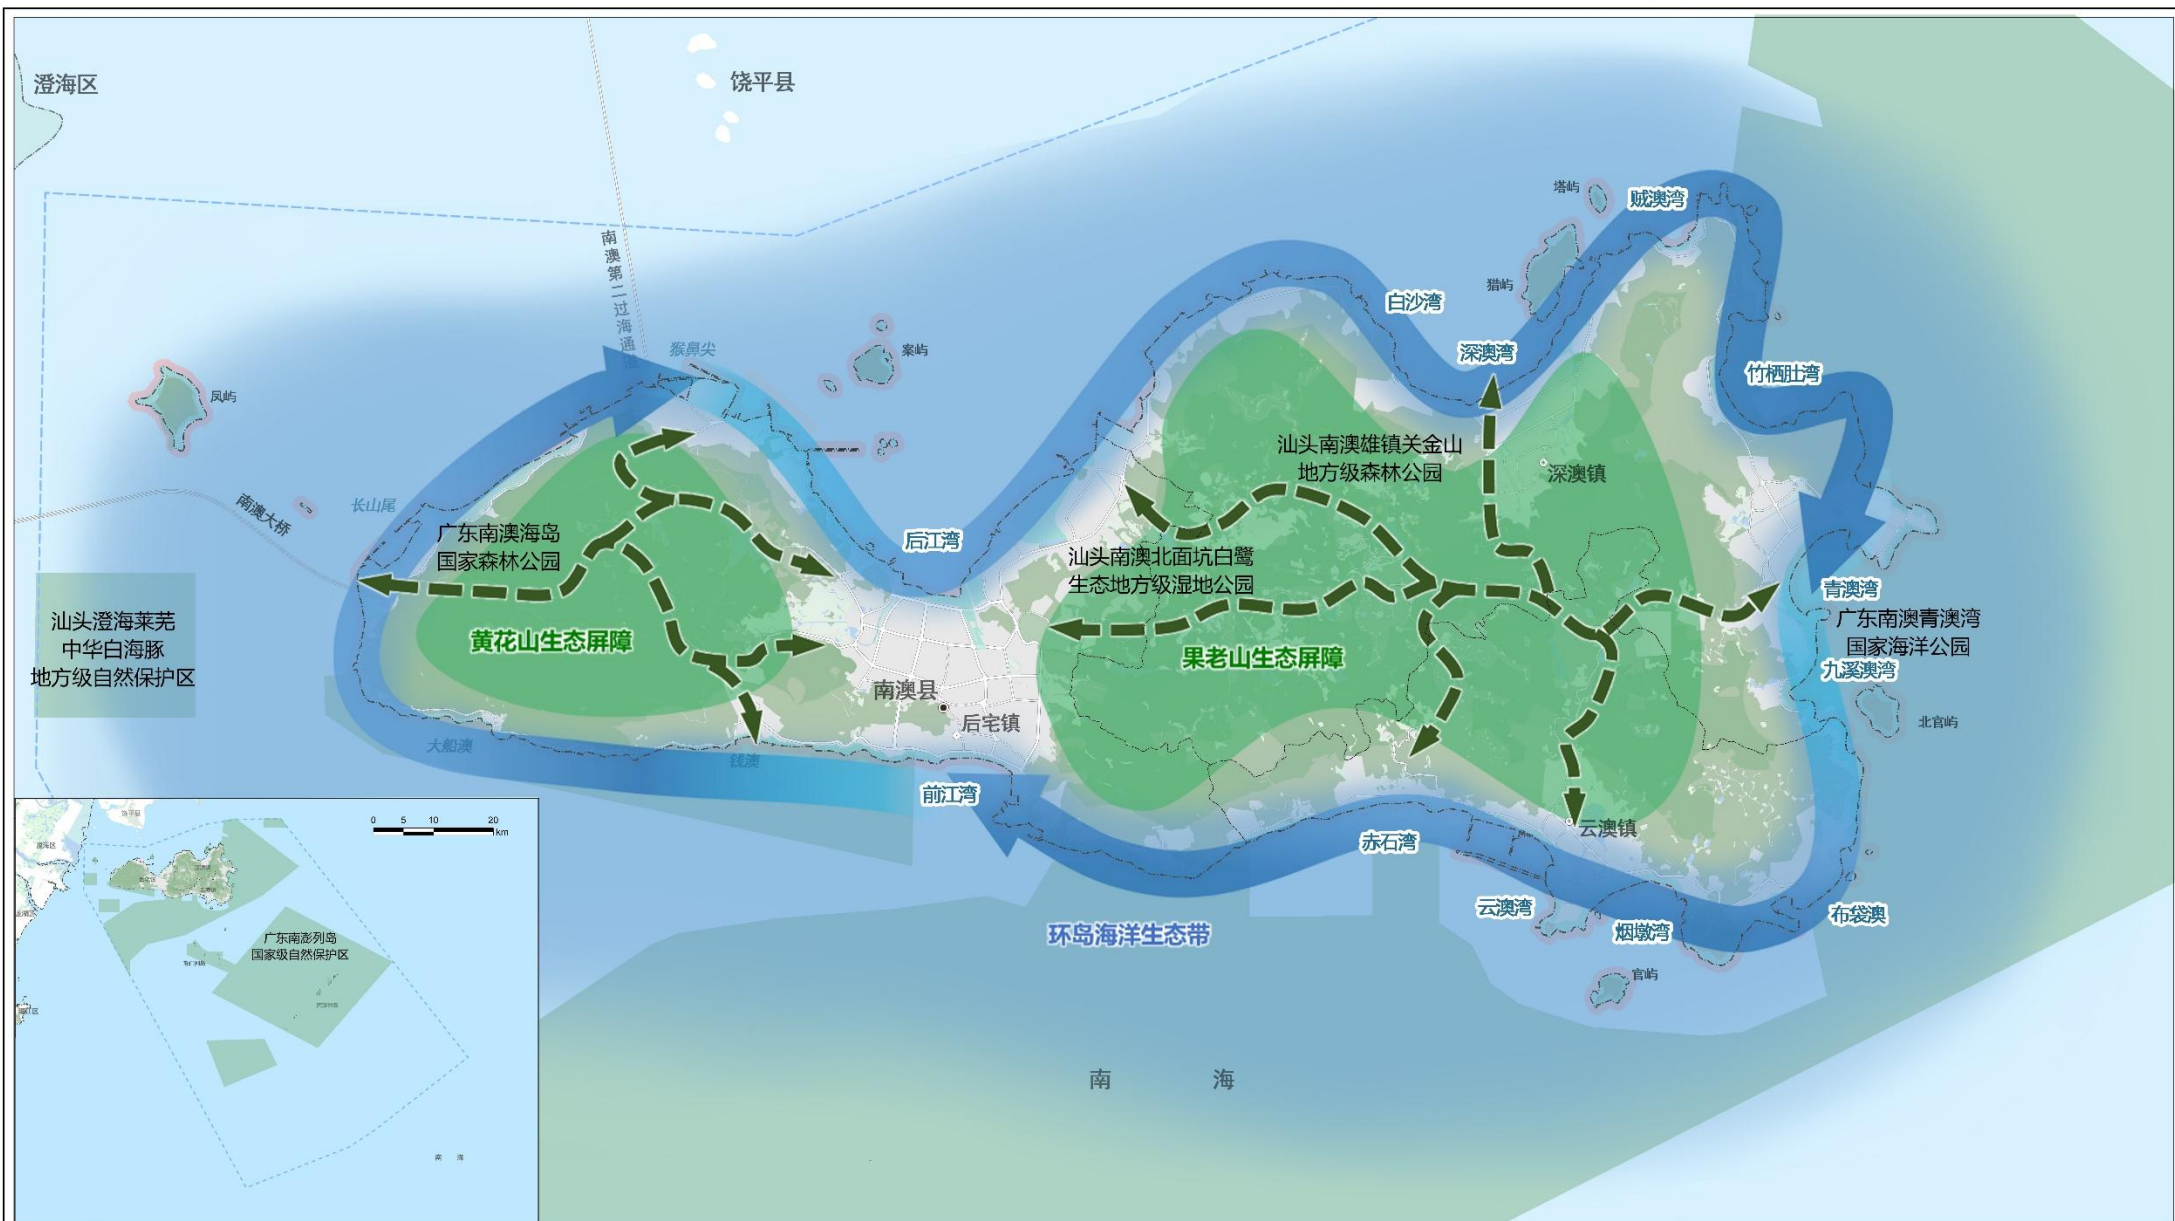 澄海区
饶平县
塔屿
贼澳湾
南澳第二过海通道
猎屿
白沙湾
猴鼻尖
案屿
深澳湾
竹栖肚湾
凤屿
汕头南澳雄镇关金山
地方级森林公园
深澳镇
长山尾
南澳大桥
广东南澳海岛
国家森林公园
后江湾
汕头南澳北面坑白鹭
生态地方级湿地公园
青澳湾
广东南澳青澳湾
国家海洋公园
汕头澄海莱芜
中华白海豚
地方级自然保护区
黄花山生态屏障
果老山生态屏障
九溪澳湾
南澳县
后宅镇
北官屿
大船澳
钱澳
前江湾
云澳镇
赤石湾
云澳湾
烟墩湾
布袋澳
环岛海洋生态带
官屿
南 海
0 5 10 20
km
饶平县
澄海区
广东南澎列岛
国家级自然保护区
南 海